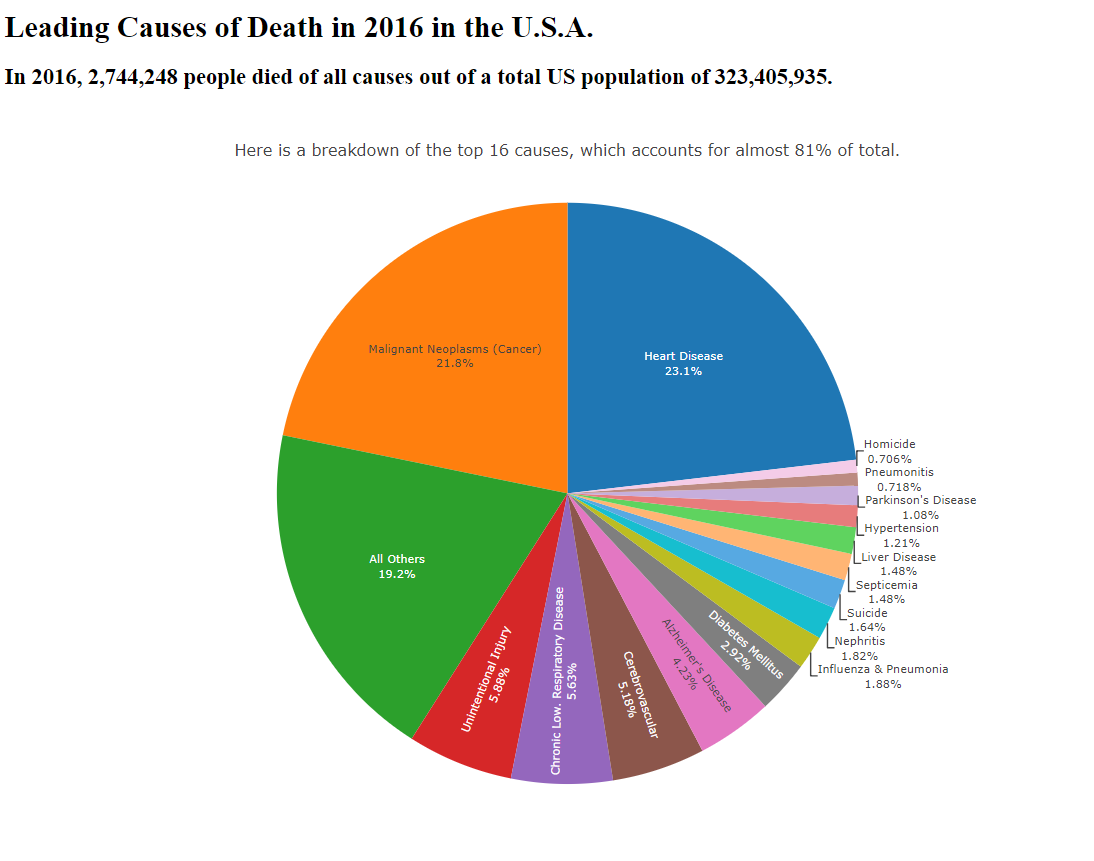 Leading Causes of Death in 2016 in the U.S.A.
In 2016, 2,744,248 people died of all causes out of a total US population of 323,405,935.
Here is a breakdown of the top 16 causes, which accounts for almost 81% of total.
Malignant Neoplasms (Cancer)
21.8%
Heart Disease
23.1%
Homicide
0.706%
Pneumonitis
0.718%
Parkinson's Disease
1.08%
Hypertension
1.21%
Liver Disease
1.48%
Septicemia
1.48%
Suicide
1.64%
Nephritis
1.82%
Influenza & Pneumonia
1.88%
Diabetes Mellitus
2.92%
Alzheimer's Disease
4.23%
Cerebrovascular
5.18%
Chronic Low. Respiratory Disease
5.63%
Unintentional Injury
5.88%
All Others
19.2%